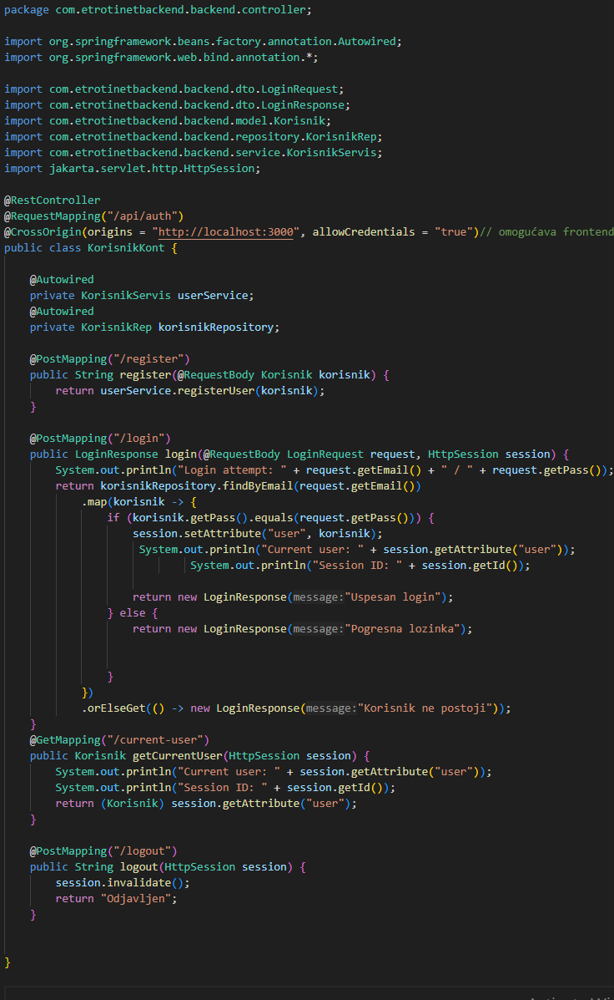 package com.etrotinetbackend.backend.controller;
import org.springframework.beans.factory.annotation.Autowired;
import org.springframework.web.bind.annotation.*;
import com.etrotinetbackend.backend.dto.LoginRequest;
import com.etrotinetbackend.backend.dto.LoginResponse;
import com.etrotinetbackend.backend.model.Korisnik;
import com.etrotinetbackend.backend.repository.KorisnikRep;
import com.etrotinetbackend.backend.service.KorisnikServis;
import jakarta.servlet.http.HttpSession;
@RestController
@RequestMapping("/api/auth")
@CrossOrigin(origins = "http://localhost:3000", allowCredentials = "true")// omogućava frontend
public class KorisnikKont {
@Autowired
private KorisnikServis userService;
@Autowired
private KorisnikRep korisnikRepository;
@PostMapping("/register")
public String register(@RequestBody Korisnik korisnik) {
return userService.registerUser(korisnik);
}
@PostMapping("/login")
public LoginResponse login(@RequestBody LoginRequest request, HttpSession session) {
System.out.println("Login attempt: " + request.getEmail() + " / " + request.getPass());
return korisnikRepository.findByEmail(request.getEmail())
.map(korisnik -> {
if (korisnik.getPass().equals(request.getPass())) {
session.setAttribute("user", korisnik);
System.out.println("Current user: " + session.getAttribute("user"));
System.out.println("Session ID: " + session.getId());
return new LoginResponse(message:"Uspesan login");
} else {
return new LoginResponse(message:"Pogresna lozinka");
}
})
.orElseGet(() -> new LoginResponse(message:"Korisnik ne postoji"));
}
@GetMapping("/current-user")
public Korisnik getCurrentUser(HttpSession session) {
System.out.println("Current user: " + session.getAttribute("user"));
System.out.println("Session ID: " + session.getId());
return (Korisnik) session.getAttribute("user");
}
@PostMapping("/logout")
public String logout(HttpSession session) {
session.invalidate();
return "Odjavljen";
}
}